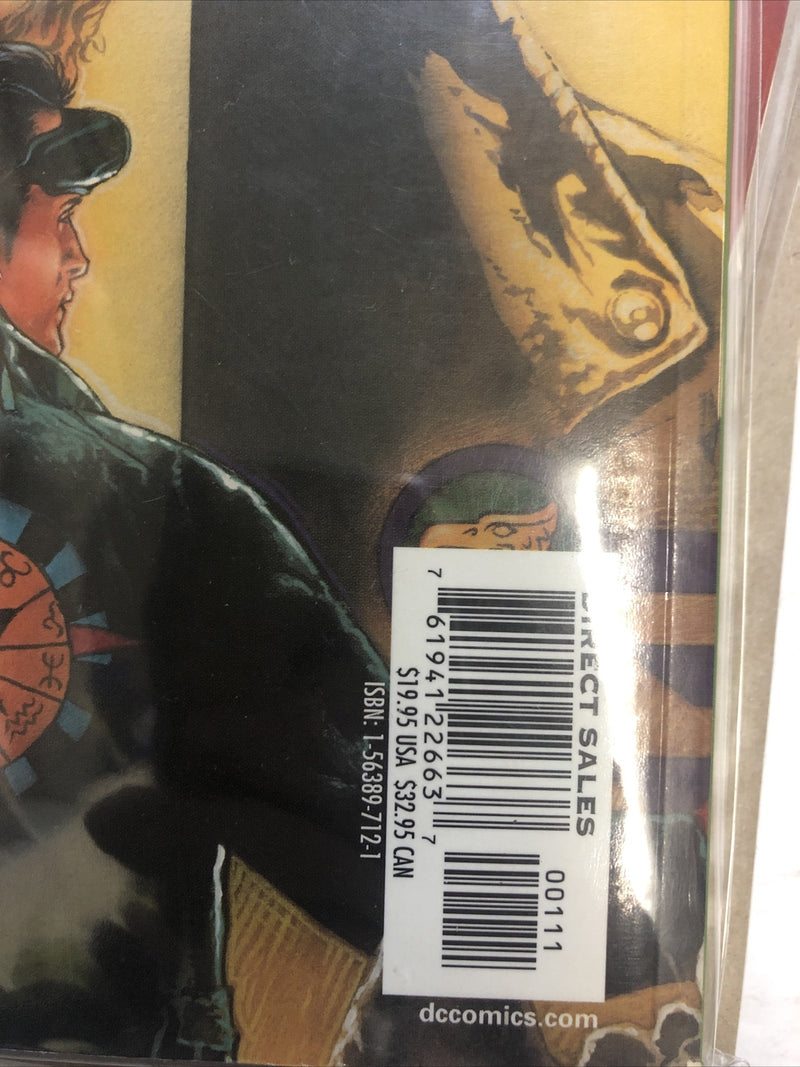 DIRECT SALES
7 61941 22663 7
00111
$19.95 USA $32.95 CAN
ISBN: 1-56389-712-1
dccomics.com